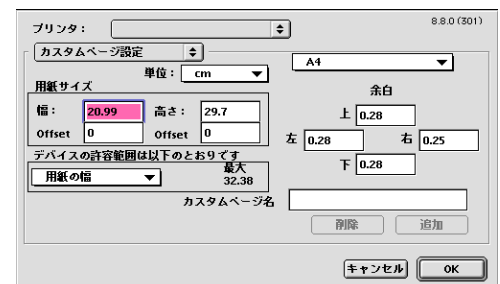 プリンタ： 8.8.0 (301)
カスタムページ設定
単位： cm A4
用紙サイズ 余白
幅： 20.99 高さ： 29.7 上 0.28
Offset 0 Offset 0 左 0.28 右 0.25
デバイスの許容範囲は以下のとおりです 下 0.28
用紙の幅 最大
32.38
カスタムページ名
削除 追加
キャンセル OK